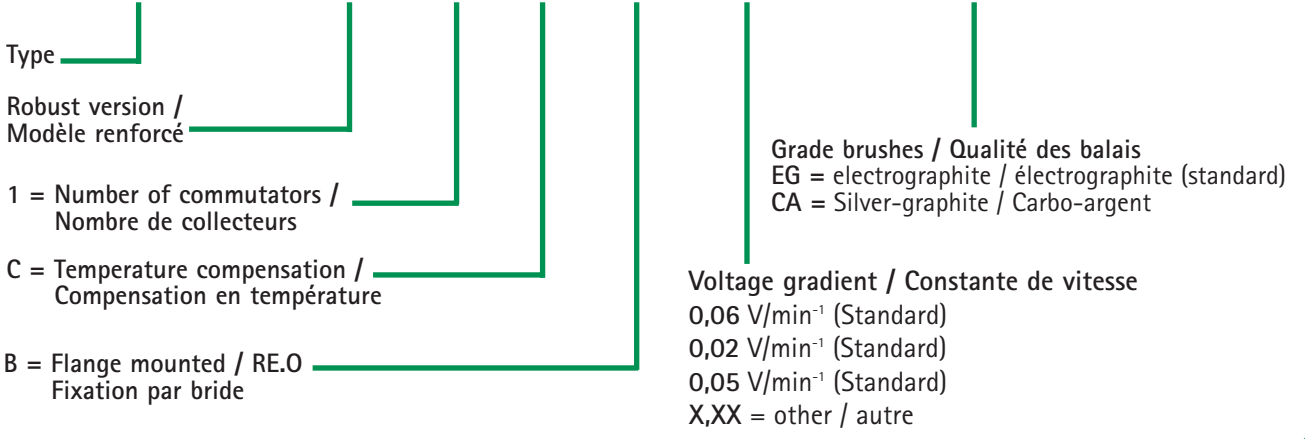 Type
Robust version /
Modèle renforcé
1 = Number of commutators /
Nombre de collecteurs
C = Temperature compensation /
Compensation en température
B = Flange mounted / RE.O
Fixation par bride
Grade brushes / Qualité des balais
EG = electrographite / électrographite (standard)
CA = Silver-graphite / Carbo-argent
Voltage gradient / Constante de vitesse
0,06 V/min⁻¹ (Standard)
0,02 V/min⁻¹ (Standard)
0,05 V/min⁻¹ (Standard)
X,XX = other / autre